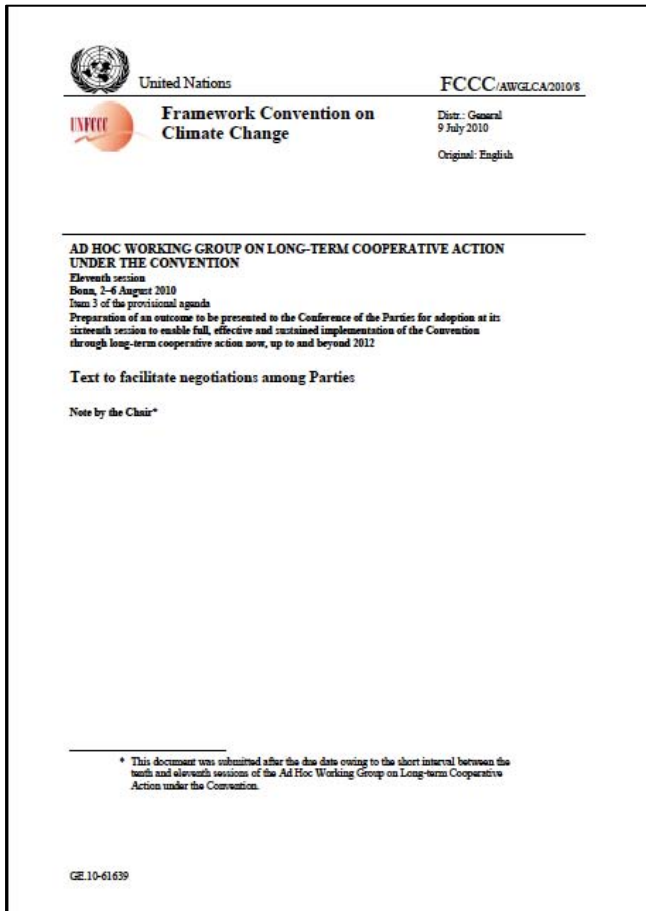 United Nations
FCCC/AWGLCA/2010/8
UNFCCC
Framework Convention on
Climate Change
Distr.: General
9 July 2010
Original: English
AD HOC WORKING GROUP ON LONG-TERM COOPERATIVE ACTION
UNDER THE CONVENTION
Eleventh session
Bonn, 2–6 August 2010
Item 3 of the provisional agenda
Preparation of an outcome to be presented to the Conference of the Parties for adoption at its
sixteenth session to enable full, effective and sustained implementation of the Convention
through long-term cooperative action now, up to and beyond 2012
Text to facilitate negotiations among Parties
Note by the Chair*
* This document was submitted after the due date owing to the short interval between the
tenth and eleventh sessions of the Ad Hoc Working Group on Long-term Cooperative
Action under the Convention.
GE.10-61639